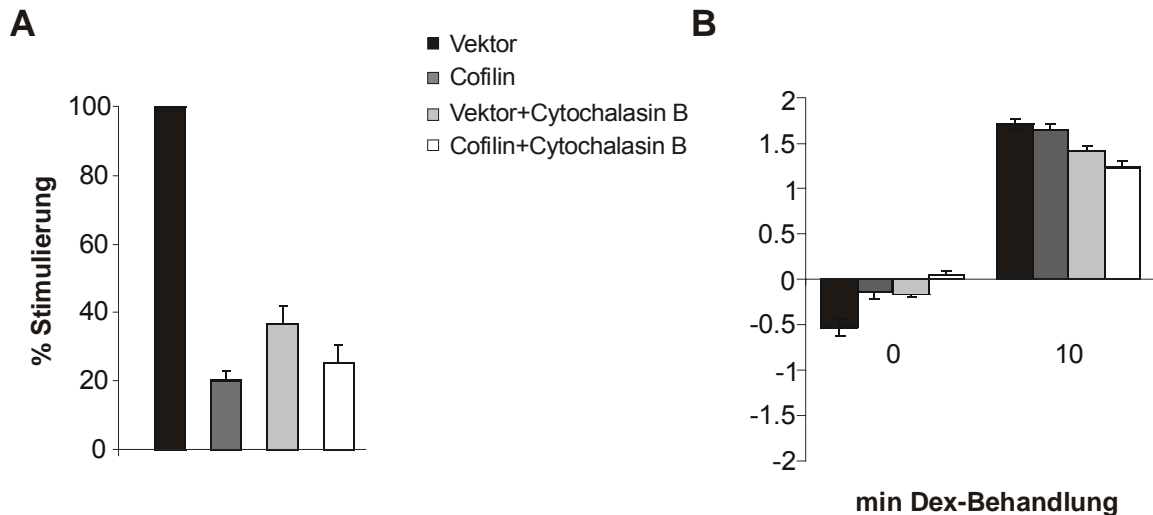 A
Vektor
Cofilin
Vektor+Cytochalasin B
Cofilin+Cytochalasin B
% Stimulierung
100
80
60
40
20
0
B
2
1.5
1
0.5
0
-0.5
-1
-1.5
-2
0
10
min Dex-Behandlung